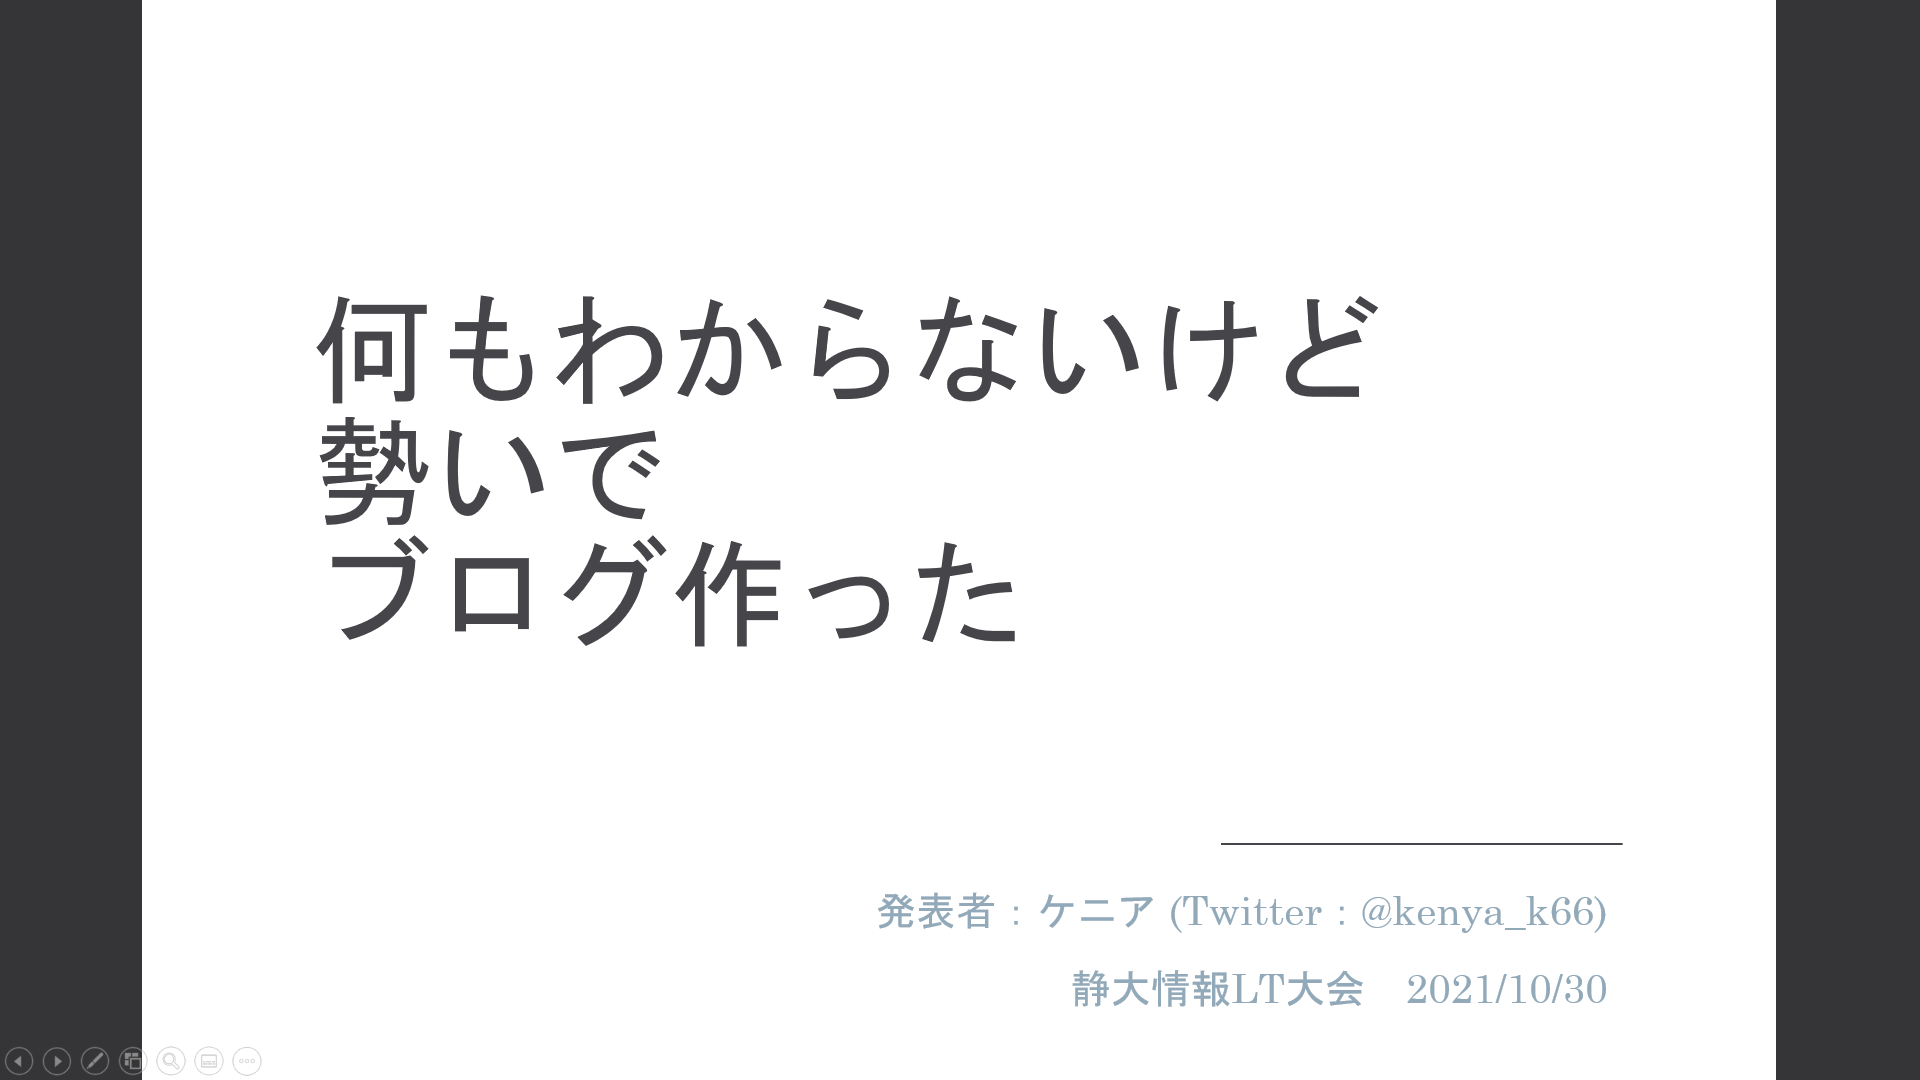 何もわからないけど
勢いで
ブログ作った
発表者：ケニア (Twitter：@kenya_k66)
静大情報LT大会　2021/10/30